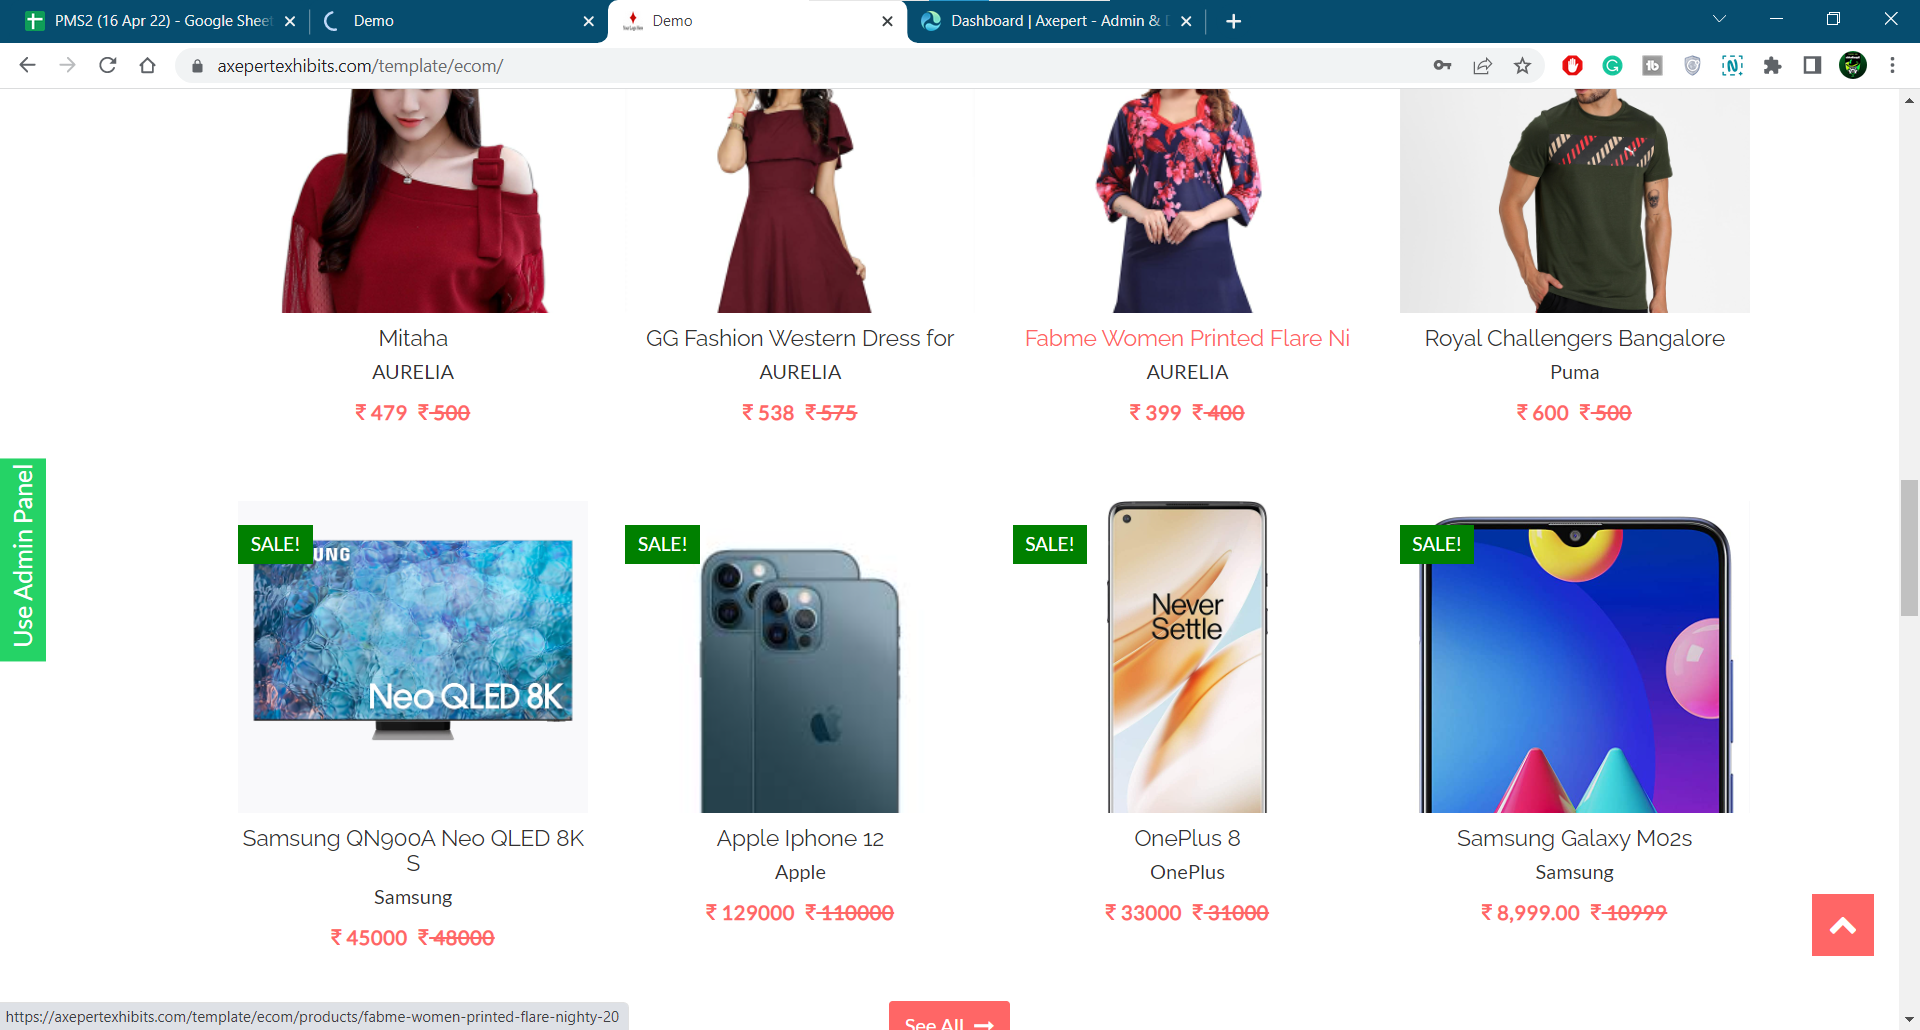 PMS2 (16 Apr 22) - Google Sheet
Demo
Demo
Dashboard | Axepert - Admin & D
axepertexhibits.com/template/ecom/
Mitaha
AURELIA
₹ 479 ₹ 500
GG Fashion Western Dress for
AURELIA
₹ 538 ₹ 575
Fabme Women Printed Flare Ni
AURELIA
₹ 399 ₹ 400
Royal Challengers Bangalore
Puma
₹ 600 ₹ 500
Use Admin Panel
SALE!
UNG
Neo QLED 8K
Samsung QN900A Neo QLED 8K
S
Samsung
₹ 45000 ₹ 48000
SALE!
Apple Iphone 12
Apple
₹ 129000 ₹ 110000
SALE!
Never
Settle
OnePlus 8
OnePlus
₹ 33000 ₹ 31000
SALE!
Samsung Galaxy M02s
Samsung
₹ 8,999.00 ₹ 10999
See All
https://axepertexhibits.com/template/ecom/products/fabme-women-printed-flare-nighty-20